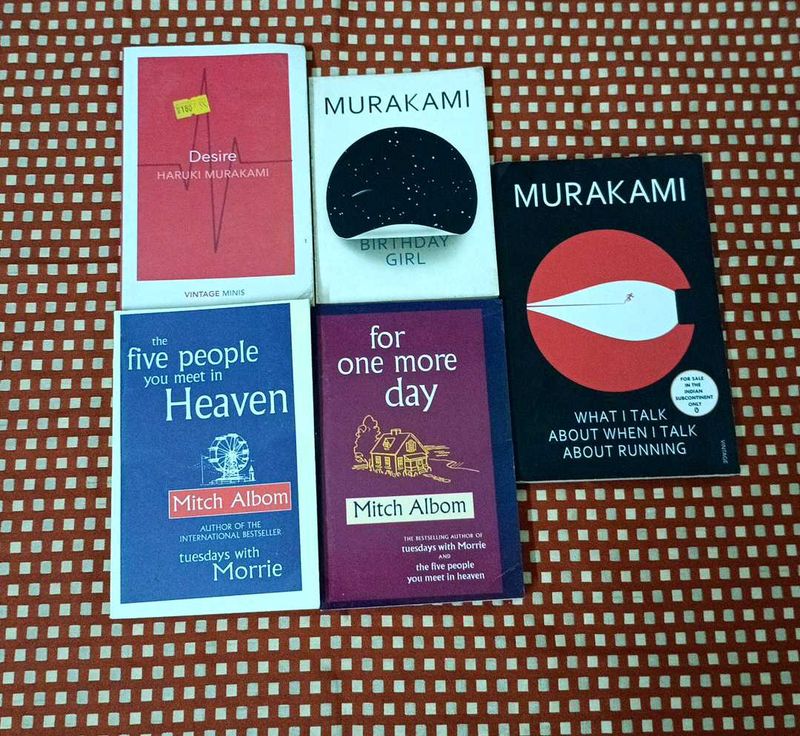 ₹180
Desire
HARUKI MURAKAMI
VINTAGE MINIS
MURAKAMI
BIRTHDAY
GIRL
MURAKAMI
FOR SALE
IN THE
INDIAN
SUBCONTINENT
ONLY
WHAT I TALK
ABOUT WHEN I TALK
ABOUT RUNNING
VINTAGE
the
five people
you meet in
Heaven
Mitch Albom
AUTHOR OF THE
INTERNATIONAL BESTSELLER
tuesdays with
Morrie
for
one more
day
Mitch Albom
THE BESTSELLING AUTHOR OF
tuesdays with Morrie
AND
the five people
you meet in heaven